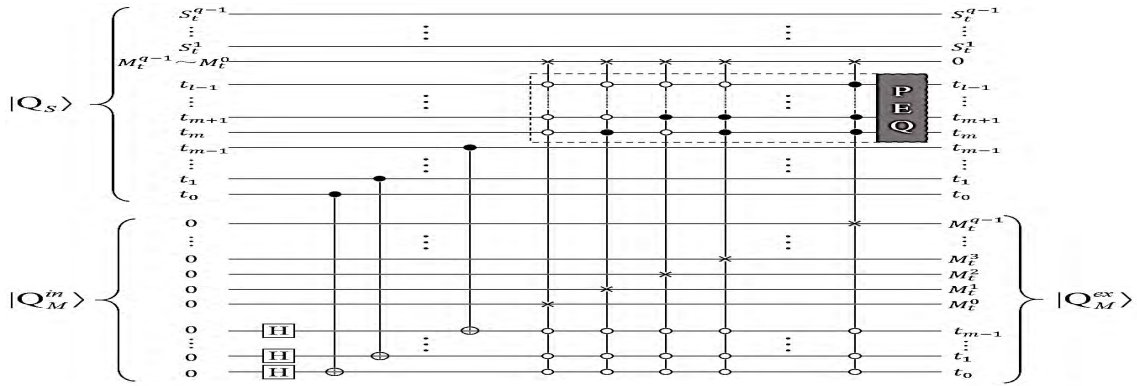 S_t^{q-1} S_t^{q-1}
⋮ ⋮ ⋮ ⋮
S_t^1 S_t^1
M_t^{q-1} ~ M_t^0 0
t_{l-1} t_{l-1}
|Q_S⟩ ⋮ ⋮ ⋮ P ⋮
t_{m+1} E t_{m+1}
t_m Q t_m
t_{m-1} t_{m-1}
⋮ ⋮ ⋮ ⋮
t_1 t_1
t_0 t_0
0 M_t^{q-1}
⋮ ⋮ ⋮ ⋮
0 M_t^3
0 M_t^2
|Q_M^{in}⟩ 0 M_t^1 |Q_M^{ex}⟩
0 M_t^0
0 H t_{m-1}
⋮ ⋮ ⋮ ⋮
0 H t_1
0 H t_0